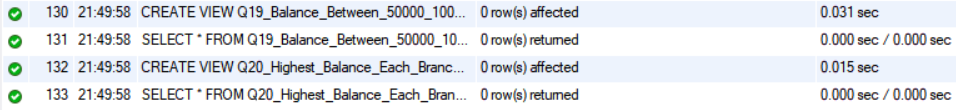 130 21:49:58 CREATE VIEW Q19_Balance_Between_50000_100... 0 row(s) affected 0.031 sec
131 21:49:58 SELECT * FROM Q19_Balance_Between_50000_10... 0 row(s) returned 0.000 sec / 0.000 sec
132 21:49:58 CREATE VIEW Q20_Highest_Balance_Each_Branc... 0 row(s) affected 0.015 sec
133 21:49:58 SELECT * FROM Q20_Highest_Balance_Each_Bran... 0 row(s) returned 0.000 sec / 0.000 sec